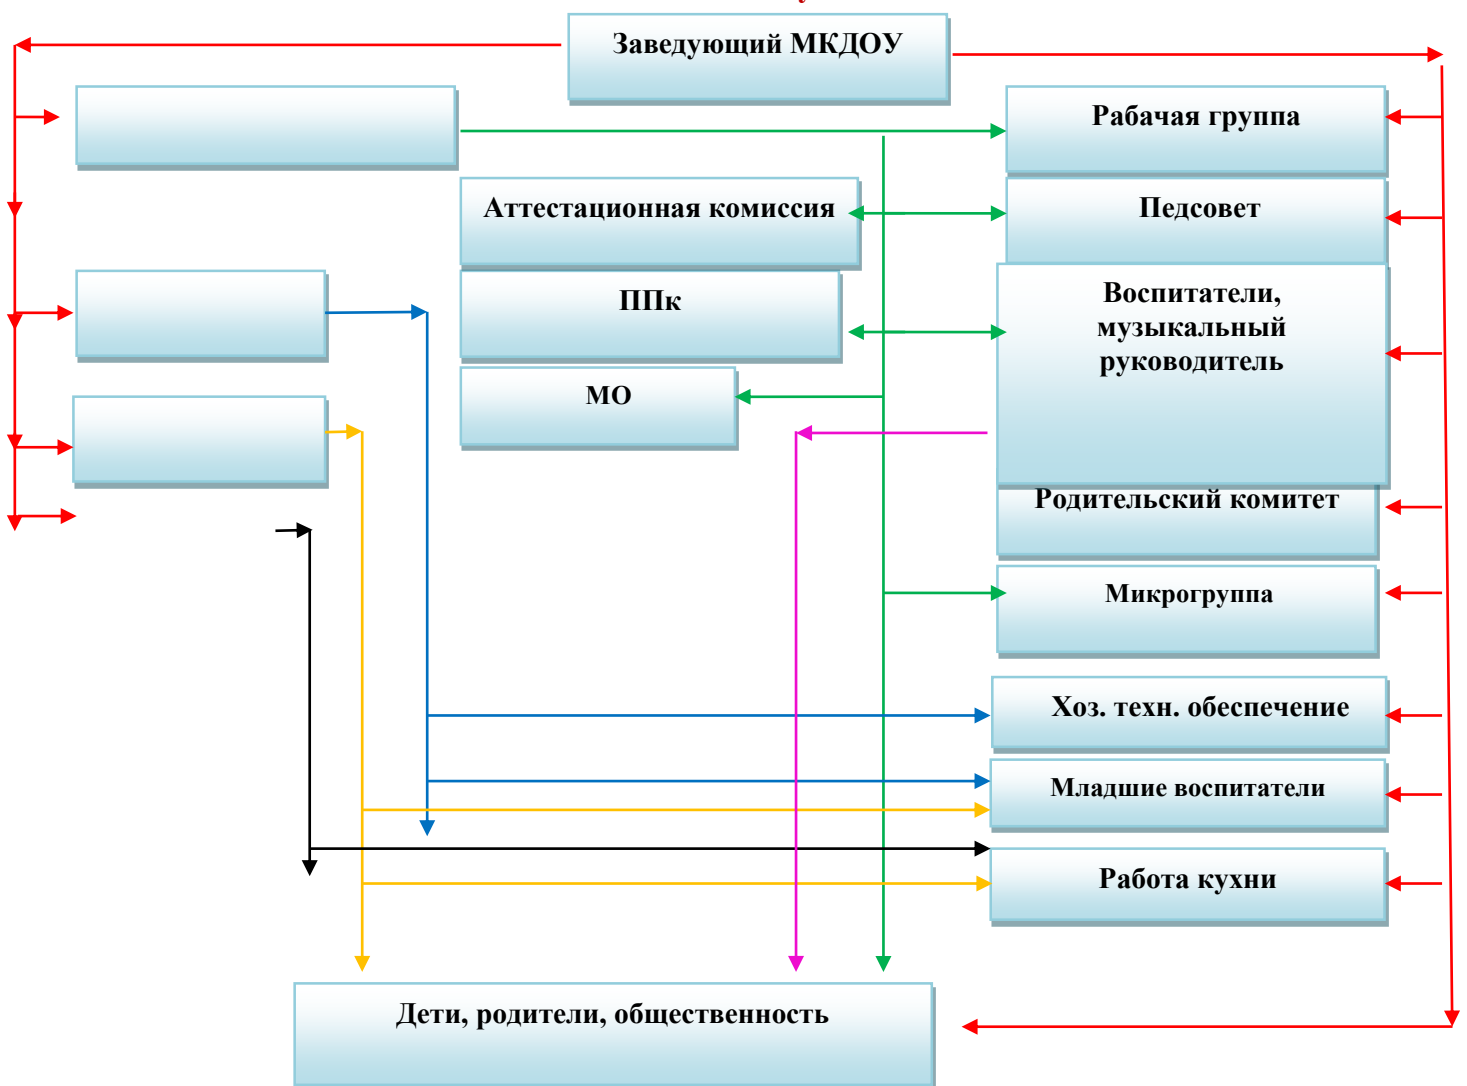 Заведующий МКДОУ
Рабачая группа
Аттестационная комиссия
Педсовет
ППк
Воспитатели,
музыкальный
руководитель
МО
Родительский комитет
Микрогруппа
Хоз. техн. обеспечение
Младшие воспитатели
Работа кухни
Дети, родители, общественность